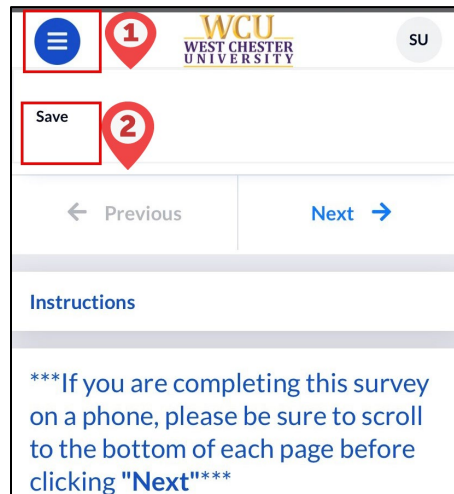 1
WCU
WEST CHESTER
UNIVERSITY
SU
Save
2
Previous
Next
Instructions
***If you are completing this survey
on a phone, please be sure to scroll
to the bottom of each page before
clicking "Next"***